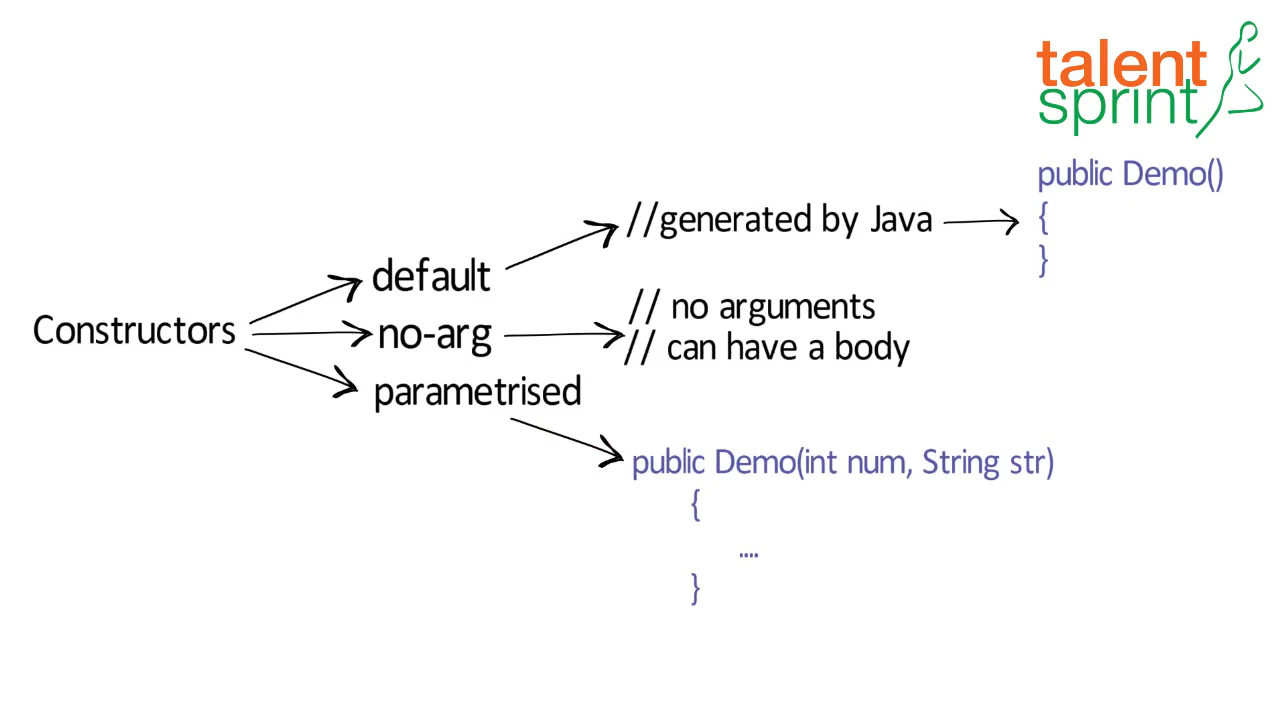 talent
sprint
Constructors
default
//generated by Java
public Demo()
{
}
no-arg
// no arguments
// can have a body
parametrised
public Demo(int num, String str)
{
....
}